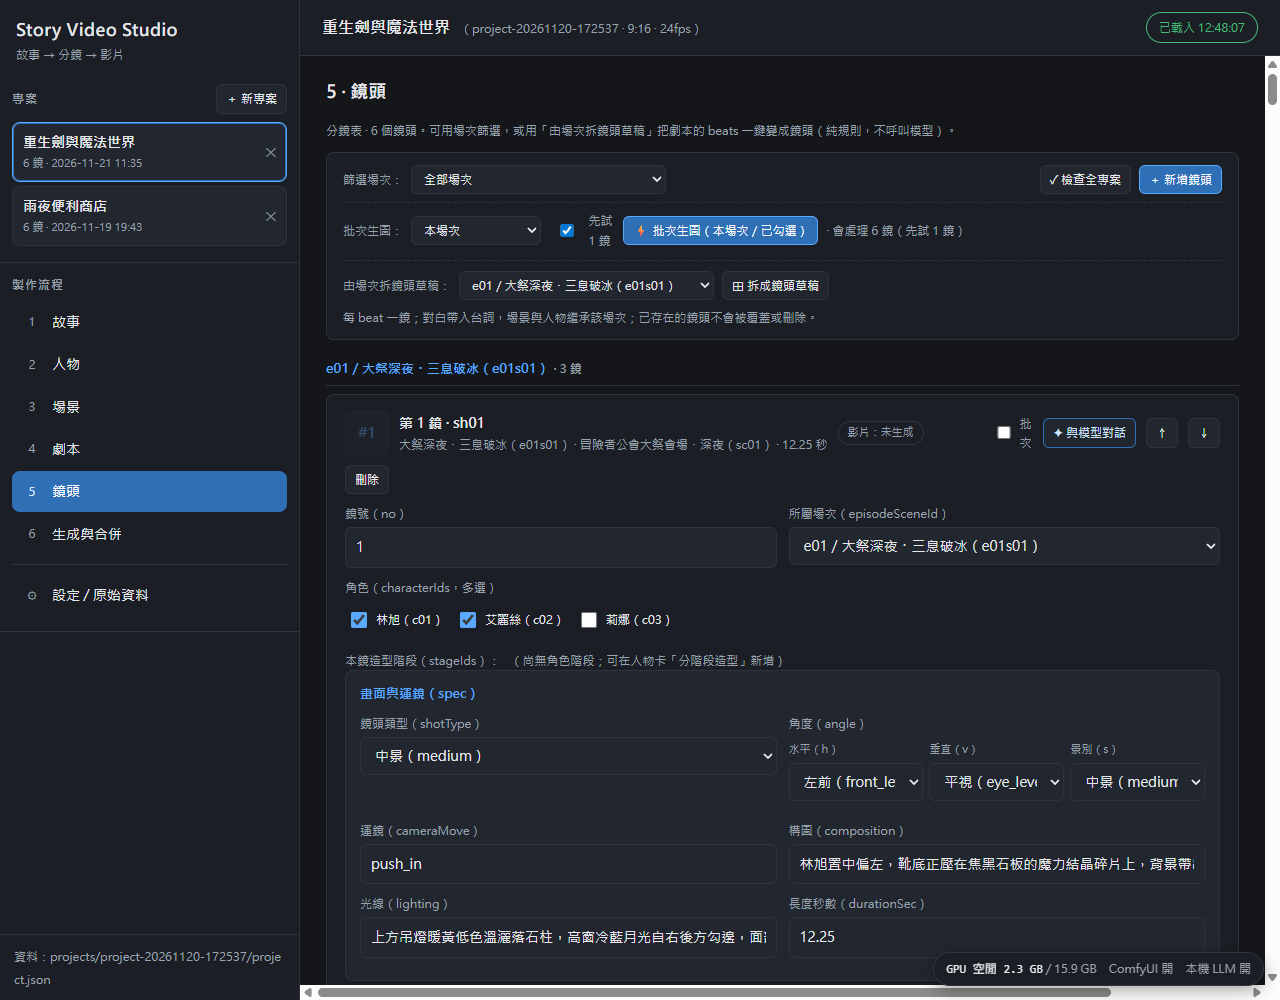 Story Video Studio
故事 → 分鏡 → 影片
專案
+ 新專案
重生劍與魔法世界
6 鏡 · 2026-11-21 11:35
雨夜便利商店
6 鏡 · 2026-11-19 19:43
製作流程
1 故事
2 人物
3 場景
4 劇本
5 鏡頭
6 生成與合併
設定 / 原始資料
資料：projects/project-20261120-172537/proje
ct.json
重生劍與魔法世界 （ project-20261120-172537 · 9:16 · 24fps ）
已載入 12:48:07
5 · 鏡頭
分鏡表 · 6 個鏡頭。可用場次篩選，或用「由場次拆鏡頭草稿」把劇本的 beats 一鍵變成鏡頭（純規則，不呼叫模型）。
篩選場次： 全部場次 ✓ 檢查全專案 + 新增鏡頭
批次生圖： 本場次 先試 1 鏡 批次生圖（本場次 / 已勾選） · 會處理 6 鏡（先試 1 鏡）
由場次拆鏡頭草稿： e01 / 大祭深夜．三息破冰（e01s01） 拆成鏡頭草稿
每 beat 一鏡；對白帶入台詞，場景與人物繼承該場次；已存在的鏡頭不會被覆蓋或刪除。
e01 / 大祭深夜．三息破冰（e01s01） · 3 鏡
#1
第 1 鏡 · sh01
大祭深夜．三息破冰（e01s01） · 冒險者公會大祭會場．深夜（sc01） · 12.25 秒
影片：未生成
批次
✦ 與模型對話 ↑ ↓
刪除
鏡號（no）
1
所屬場次（episodeSceneId）
e01 / 大祭深夜．三息破冰（e01s01）
角色（characterIds，多選）
林旭（c01） 艾麗絲（c02） 莉娜（c03）
本鏡造型階段（stageIds）： （尚無角色階段；可在人物卡「分階段造型」新增）
畫面與運鏡（spec）
鏡頭類型（shotType）
中景（medium）
角度（angle）
水平（h） 垂直（v） 景別（s）
左前（front_le 平視（eye_leve 中景（medium
運鏡（cameraMove）
push_in
構圖（composition）
林旭置中偏左，靴底正壓在焦黑石板的魔力結晶碎片上，背景帶
光線（lighting）
上方吊燈暖黃低色溫灑落石柱，高窗冷藍月光自右後方勾邊，面
長度秒數（durationSec）
12.25
GPU 空閒 2.3 GB / 15.9 GB ComfyUI 開 本機 LLM 開